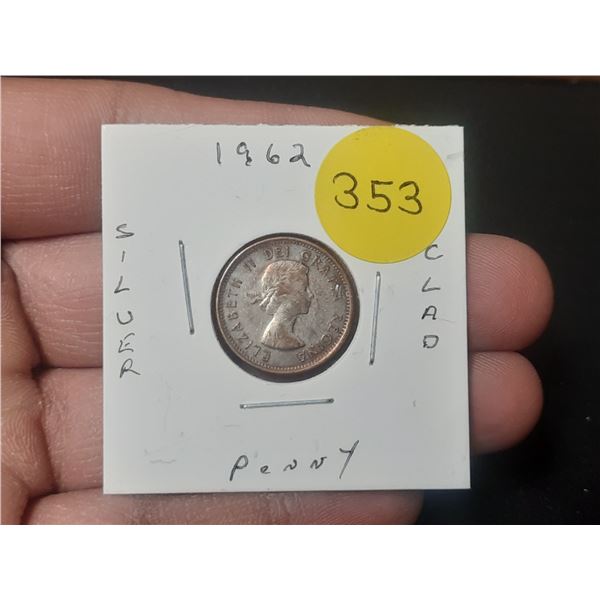 1962
353
SILVER
CLAD
ELIZABETH II DEI GRATIA REGINA
PENNY